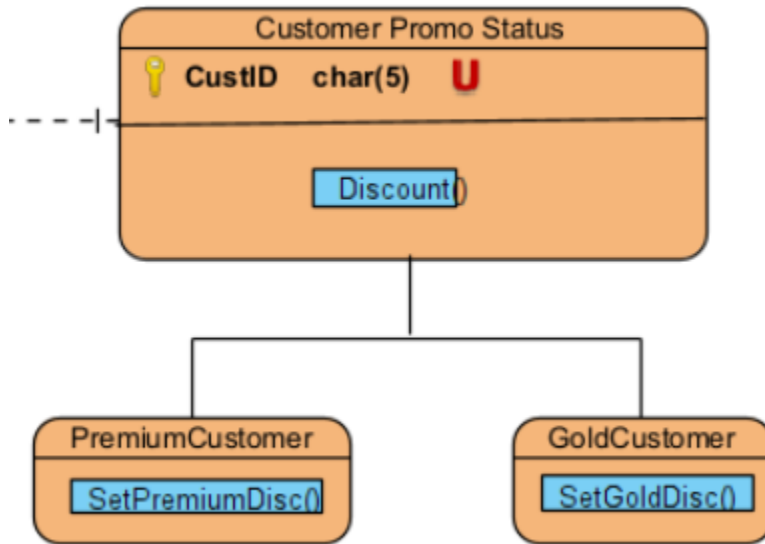 Customer Promo Status
CustID char(5) U
Discount()
PremiumCustomer
SetPremiumDisc()
GoldCustomer
SetGoldDisc()